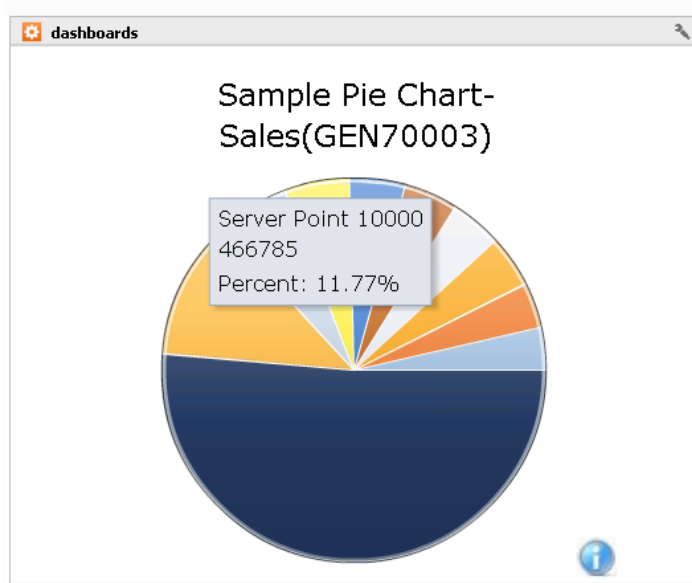 dashboards
Sample Pie Chart-
Sales(GEN70003)
Server Point 10000
466785
Percent: 11.77%